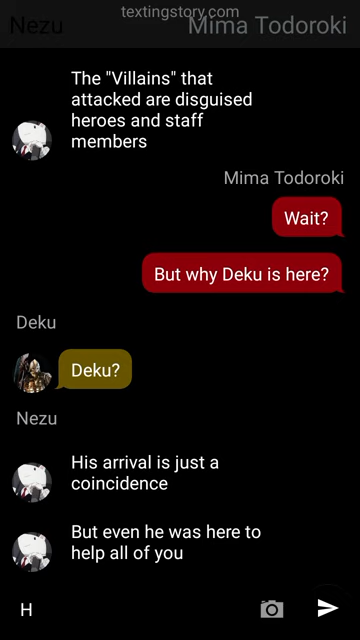 textingstory.com
Nezu
Mima Todoroki
The "Villains" that
attacked are disguised
heroes and staff
members
Mima Todoroki
Wait?
But why Deku is here?
Deku
Deku?
Nezu
His arrival is just a
coincidence
But even he was here to
help all of you
H